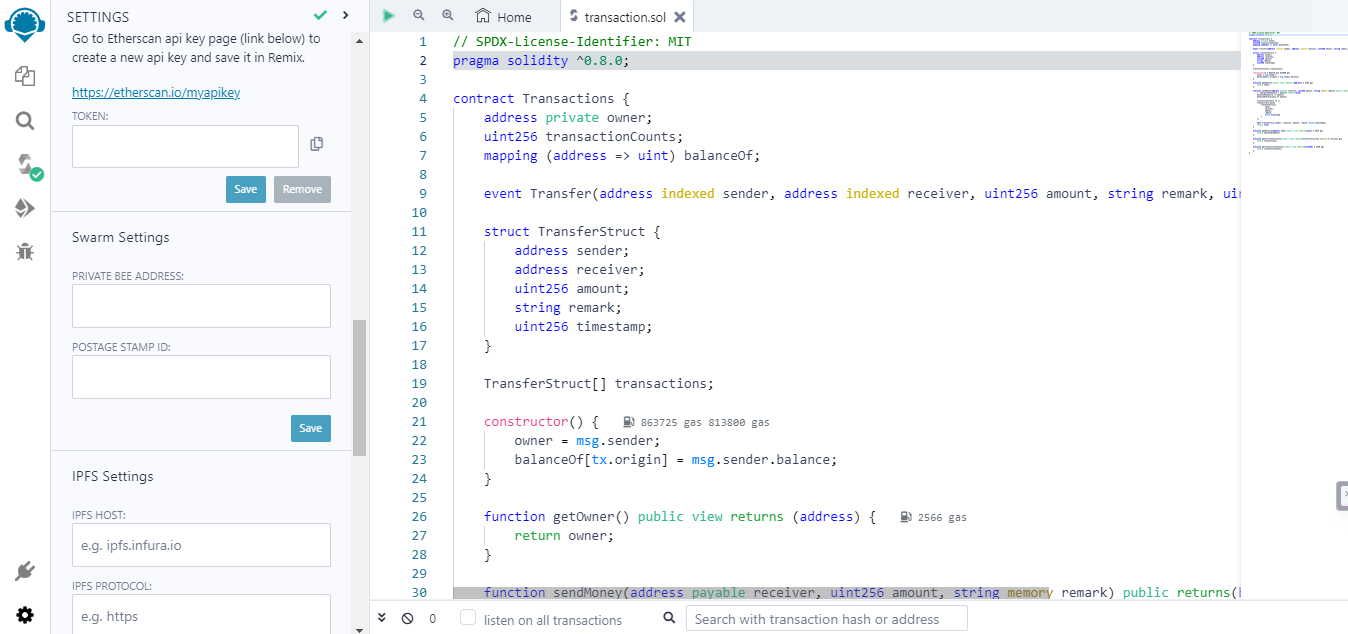 SETTINGS
Go to Etherscan api key page (link below) to
create a new api key and save it in Remix.
https://etherscan.io/myapikey
TOKEN:
Save Remove
Swarm Settings
PRIVATE BEE ADDRESS:
POSTAGE STAMP ID:
Save
IPFS Settings
IPFS HOST:
e.g. ipfs.infura.io
IPFS PROTOCOL:
e.g. https
Home transaction.sol
1 // SPDX-License-Identifier: MIT
2 pragma solidity ^0.8.0;
3
4 contract Transactions {
5 address private owner;
6 uint256 transactionCounts;
7 mapping (address => uint) balanceOf;
8
9 event Transfer(address indexed sender, address indexed receiver, uint256 amount, string remark, ui
10
11 struct TransferStruct {
12 address sender;
13 address receiver;
14 uint256 amount;
15 string remark;
16 uint256 timestamp;
17 }
18
19 TransferStruct[] transactions;
20
21 constructor() { 863725 gas 813800 gas
22 owner = msg.sender;
23 balanceOf[tx.origin] = msg.sender.balance;
24 }
25
26 function getOwner() public view returns (address) { 2566 gas
27 return owner;
28 }
29
30 function sendMoney(address payable receiver, uint256 amount, string memory remark) public returns(
0 listen on all transactions Search with transaction hash or address